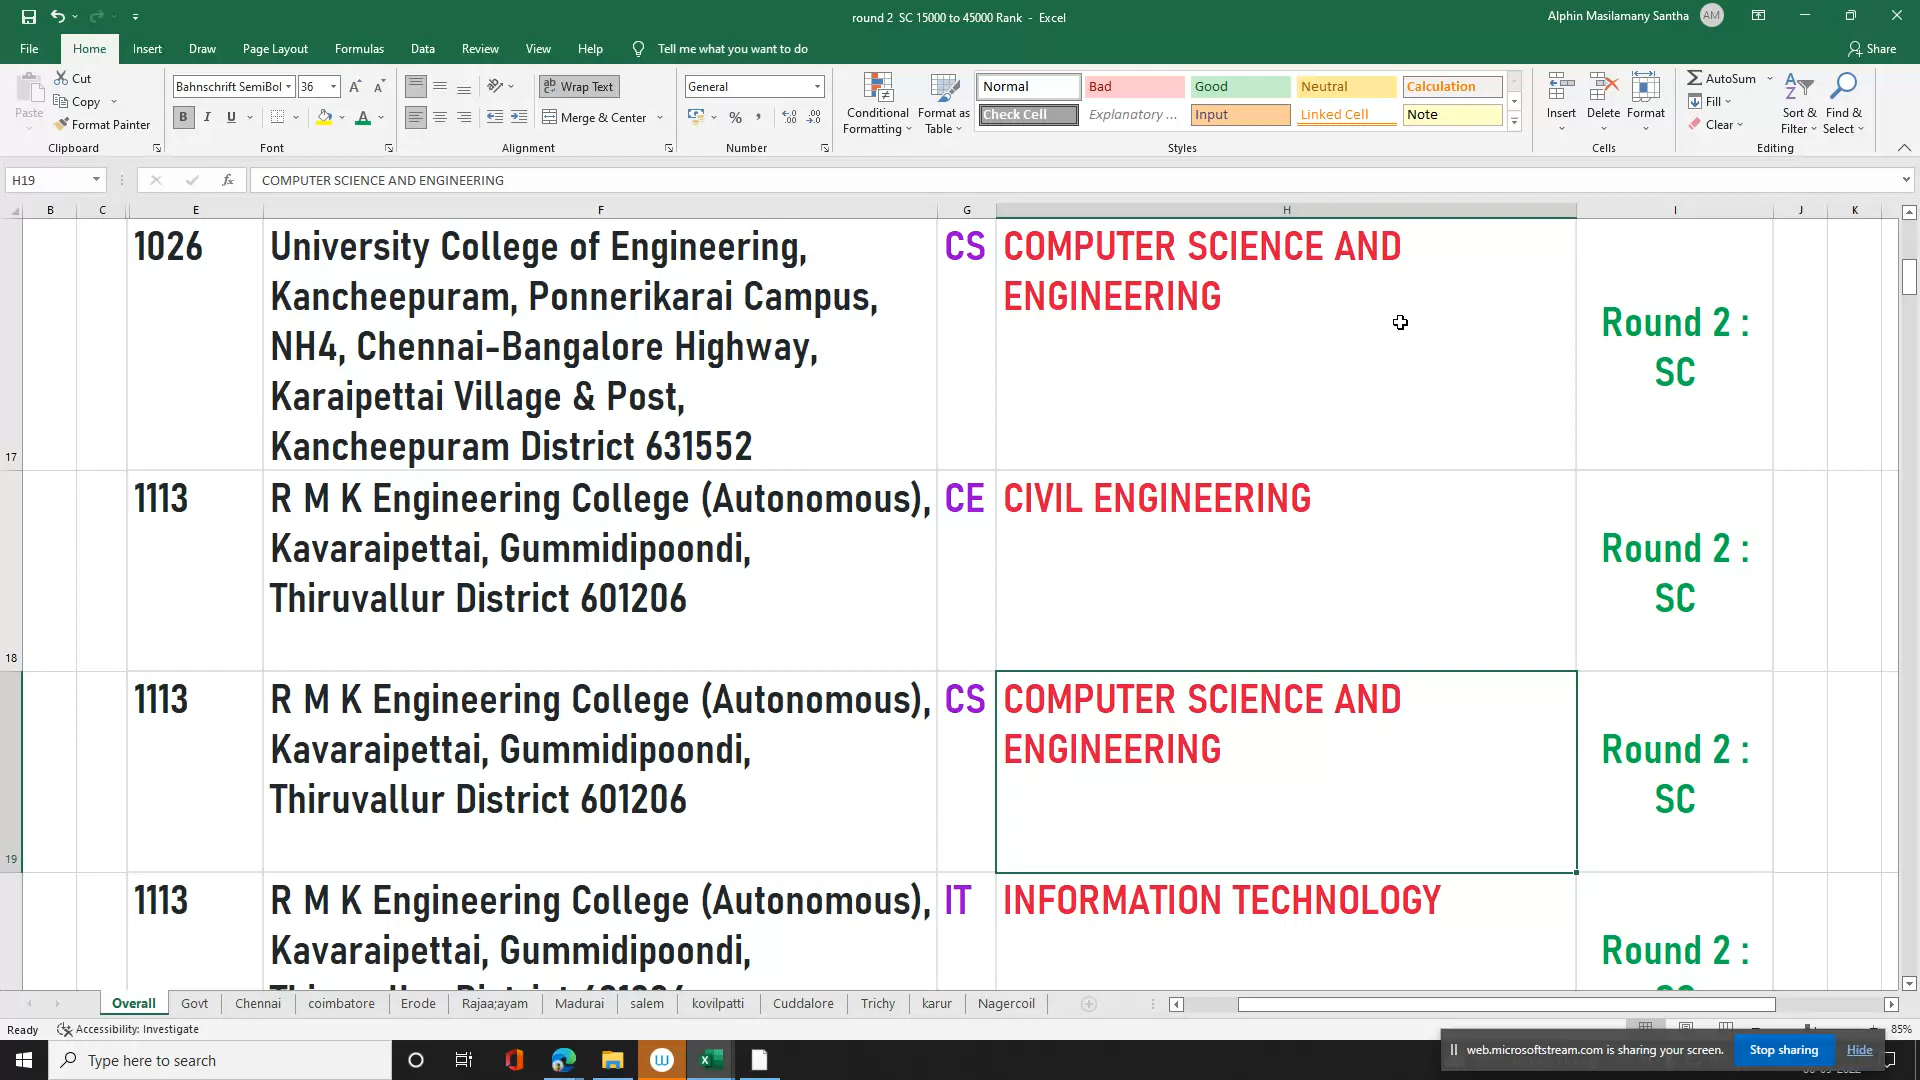 round 2  SC 15000 to 45000 Rank  -  Excel
Alphin Masilamany Santha
AM
File
Home
Insert
Draw
Page Layout
Formulas
Data
Review
View
Help
Tell me what you want to do
Share
Paste
Cut
Copy
Format Painter
Clipboard
Bahnschrift SemiBol
36
B I U
Font
Wrap Text
Merge & Center
Alignment
General
Number
Conditional
Formatting
Format as
Table
Normal
Bad
Good
Neutral
Calculation
Check Cell
Explanatory ...
Input
Linked Cell
Note
Styles
Insert
Delete
Format
Cells
AutoSum
Fill
Clear
Sort &
Filter
Find &
Select
Editing
H19
fx
COMPUTER SCIENCE AND ENGINEERING
B C E F G H I J K
17
1026
University College of Engineering,
Kancheepuram, Ponnerikarai Campus,
NH4, Chennai-Bangalore Highway,
Karaipettai Village & Post,
Kancheepuram District 631552
CS
COMPUTER SCIENCE AND
ENGINEERING
Round 2 :
SC
18
1113
R M K Engineering College (Autonomous),
Kavaraipettai, Gummidipoondi,
Thiruvallur District 601206
CE
CIVIL ENGINEERING
Round 2 :
SC
19
1113
R M K Engineering College (Autonomous),
Kavaraipettai, Gummidipoondi,
Thiruvallur District 601206
CS
COMPUTER SCIENCE AND
ENGINEERING
Round 2 :
SC
1113
R M K Engineering College (Autonomous),
Kavaraipettai, Gummidipoondi,
IT
INFORMATION TECHNOLOGY
Round 2 :
Overall
Govt
Chennai
coimbatore
Erode
Rajaa;ayam
Madurai
salem
kovilpatti
Cuddalore
Trichy
karur
Nagercoil
Ready
Accessibility: Investigate
85%
Type here to search
web.microsoftstream.com is sharing your screen.
Stop sharing
Hide